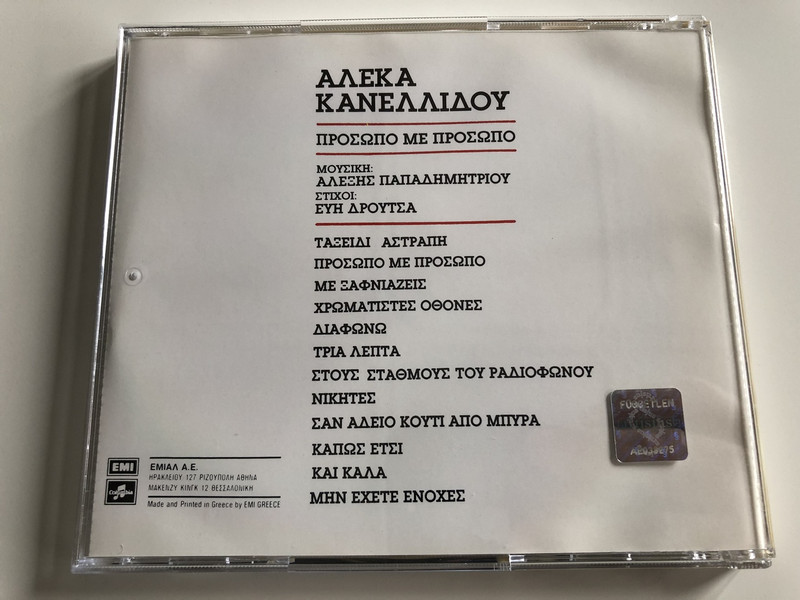 ΑΛΕΚΑ
ΚΑΝΕΛΛΙΔΟΥ
ΠΡΟΣΩΠΟ ΜΕ ΠΡΟΣΩΠΟ
ΜΟΥΣΙΚΗ:
ΑΛΕΞΗΣ ΠΑΠΑΔΗΜΗΤΡΙΟΥ
ΣΤΙΧΟΙ:
ΕΥΗ ΔΡΟΥΤΣΑ
ΤΑΞΕΙΔΙ ΑΣΤΡΑΠΗ
ΠΡΟΣΩΠΟ ΜΕ ΠΡΟΣΩΠΟ
ΜΕ ΞΑΦΝΙΑΖΕΙΣ
ΧΡΩΜΑΤΙΣΤΕΣ ΟΘΟΝΕΣ
ΔΙΑΦΩΝΩ
ΤΡΙΑ ΛΕΠΤΑ
ΣΤΟΥΣ ΣΤΑΘΜΟΥΣ ΤΟΥ ΡΑΔΙΟΦΩΝΟΥ
ΝΙΚΗΤΕΣ
ΣΑΝ ΑΔΕΙΟ ΚΟΥΤΙ ΑΠΟ ΜΠΥΡΑ
ΚΑΠΩΣ ΕΤΣΙ
ΚΑΙ ΚΑΛΑ
ΜΗΝ ΕΧΕΤΕ ΕΝΟΧΕΣ
EMI
Columbia
ΕΜΙΑΛ Α.Ε.
ΗΡΑΚΛΕΙΟΥ 127 ΡΙΖΟΥΠΟΛΗ ΑΘΗΝΑ
ΜΑΚΕΝΖΥ ΚΙΝΓΚ 12 ΘΕΣΣΑΛΟΝΙΚΗ
Made and Printed in Greece by EMI GREECE